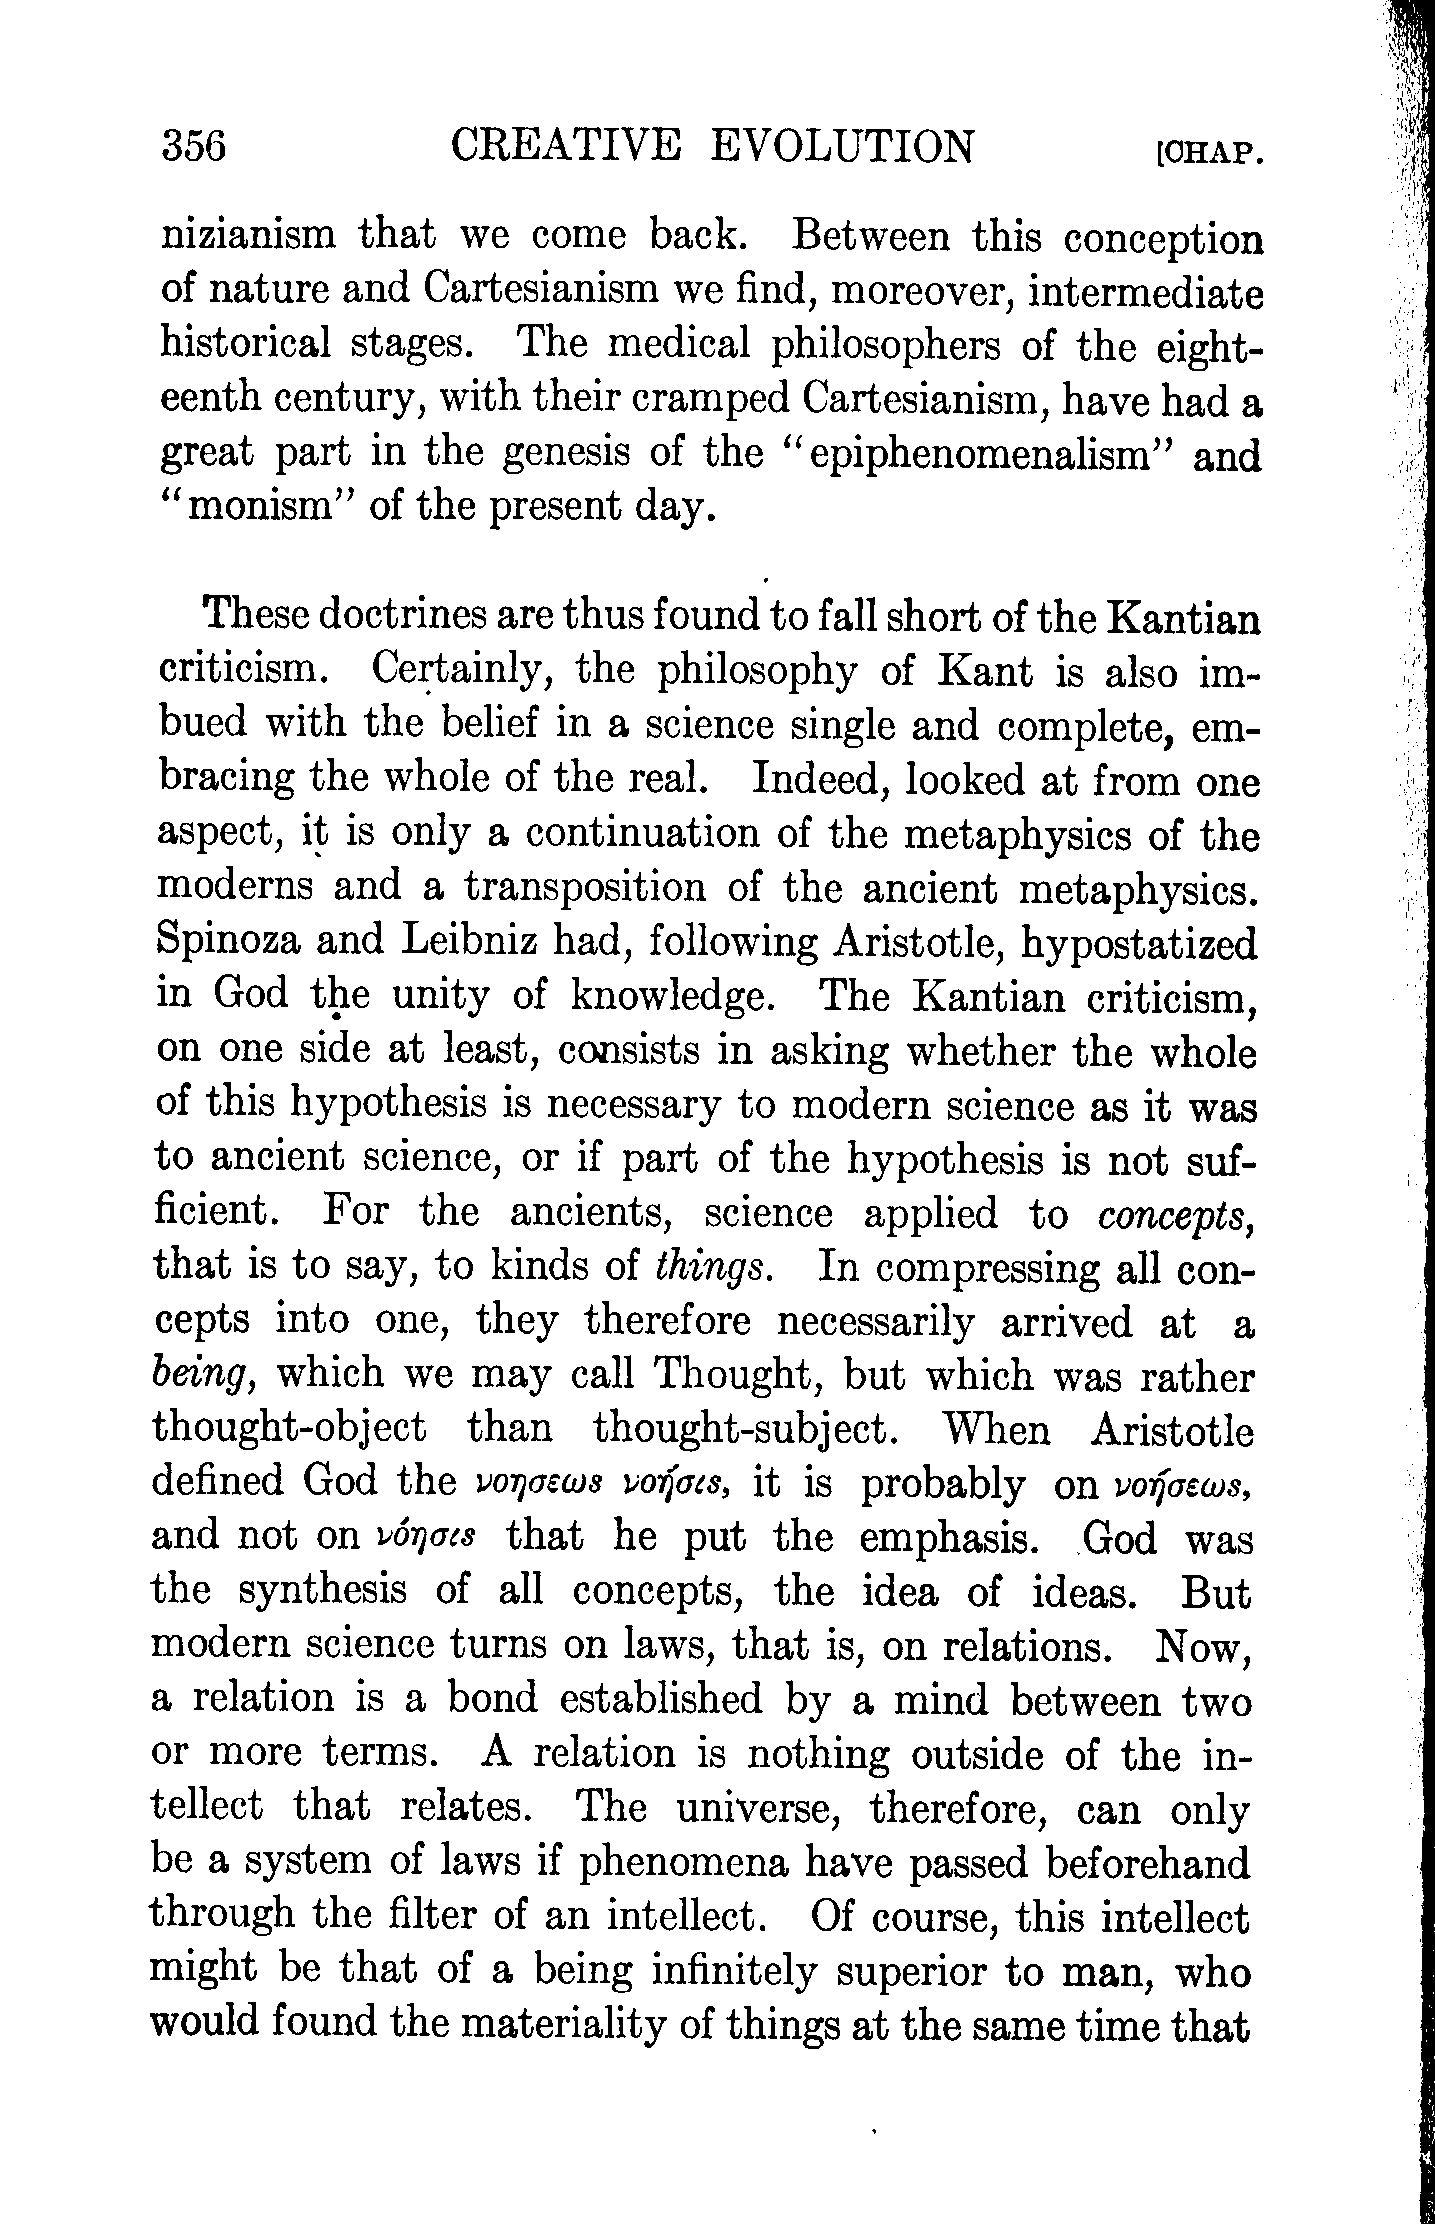 356 CREATIVE EVOLUTION [CHAP.
nizianism that we come back. Between this conception
of nature and Cartesianism we find, moreover, intermediate
historical stages. The medical philosophers of the eight-
eenth century, with their cramped Cartesianism, have had a
great part in the genesis of the "epiphenomenalism" and
"monism" of the present day.
These doctrines are thus found to fall short of the Kantian
criticism. Certainly, the philosophy of Kant is also im-
bued with the belief in a science single and complete, em-
bracing the whole of the real. Indeed, looked at from one
aspect, it is only a continuation of the metaphysics of the
moderns and a transposition of the ancient metaphysics.
Spinoza and Leibniz had, following Aristotle, hypostatized
in God the unity of knowledge. The Kantian criticism,
on one side at least, consists in asking whether the whole
of this hypothesis is necessary to modern science as it was
to ancient science, or if part of the hypothesis is not suf-
ficient. For the ancients, science applied to concepts,
that is to say, to kinds of things. In compressing all con-
cepts into one, they therefore necessarily arrived at a
being, which we may call Thought, but which was rather
thought-object than thought-subject. When Aristotle
defined God the νοησεως νοήσις, it is probably on νοήσεως,
and not on νόησις that he put the emphasis. God was
the synthesis of all concepts, the idea of ideas. But
modern science turns on laws, that is, on relations. Now,
a relation is a bond established by a mind between two
or more terms. A relation is nothing outside of the in-
tellect that relates. The universe, therefore, can only
be a system of laws if phenomena have passed beforehand
through the filter of an intellect. Of course, this intellect
might be that of a being infinitely superior to man, who
would found the materiality of things at the same time that